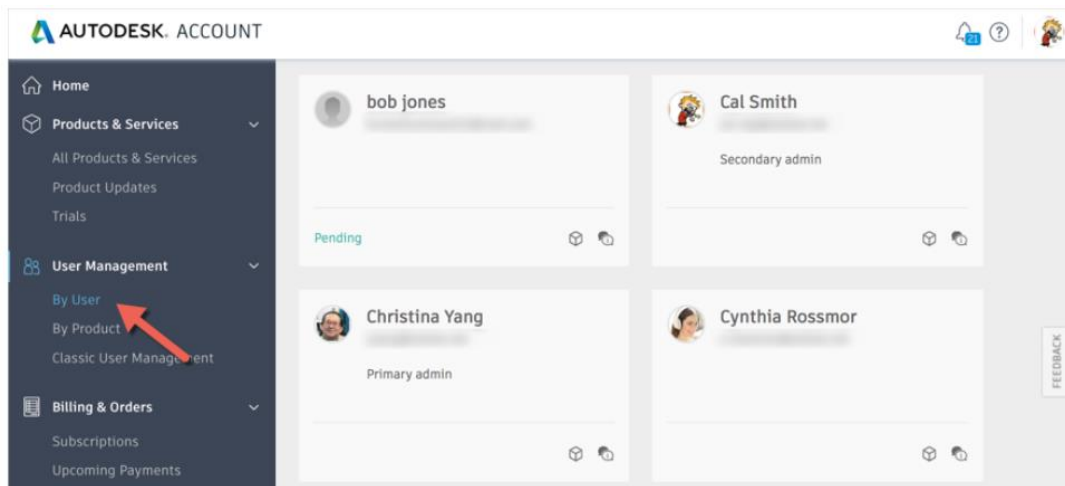 AUTODESK. ACCOUNT
21
?
Home
Products & Services
All Products & Services
Product Updates
Trials
User Management
By User
By Product
Classic User Management
Billing & Orders
Subscriptions
Upcoming Payments
bob jones
Pending
Cal Smith
Secondary admin
Christina Yang
Primary admin
Cynthia Rossmor
FEEDBACK